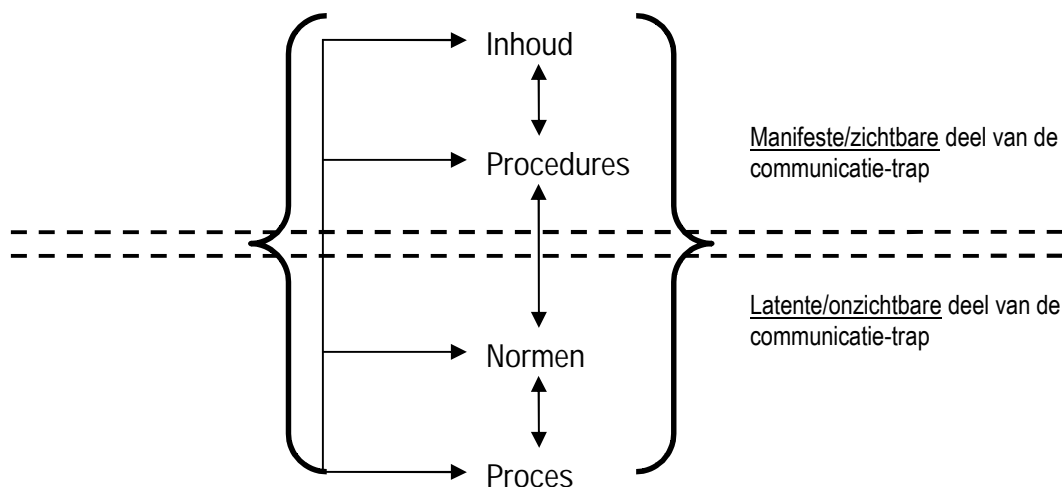 Inhoud
Procedures
Manifeste/zichtbare deel van de
communicatie-trap
Latente/onzichtbare deel van de
communicatie-trap
Normen
Proces